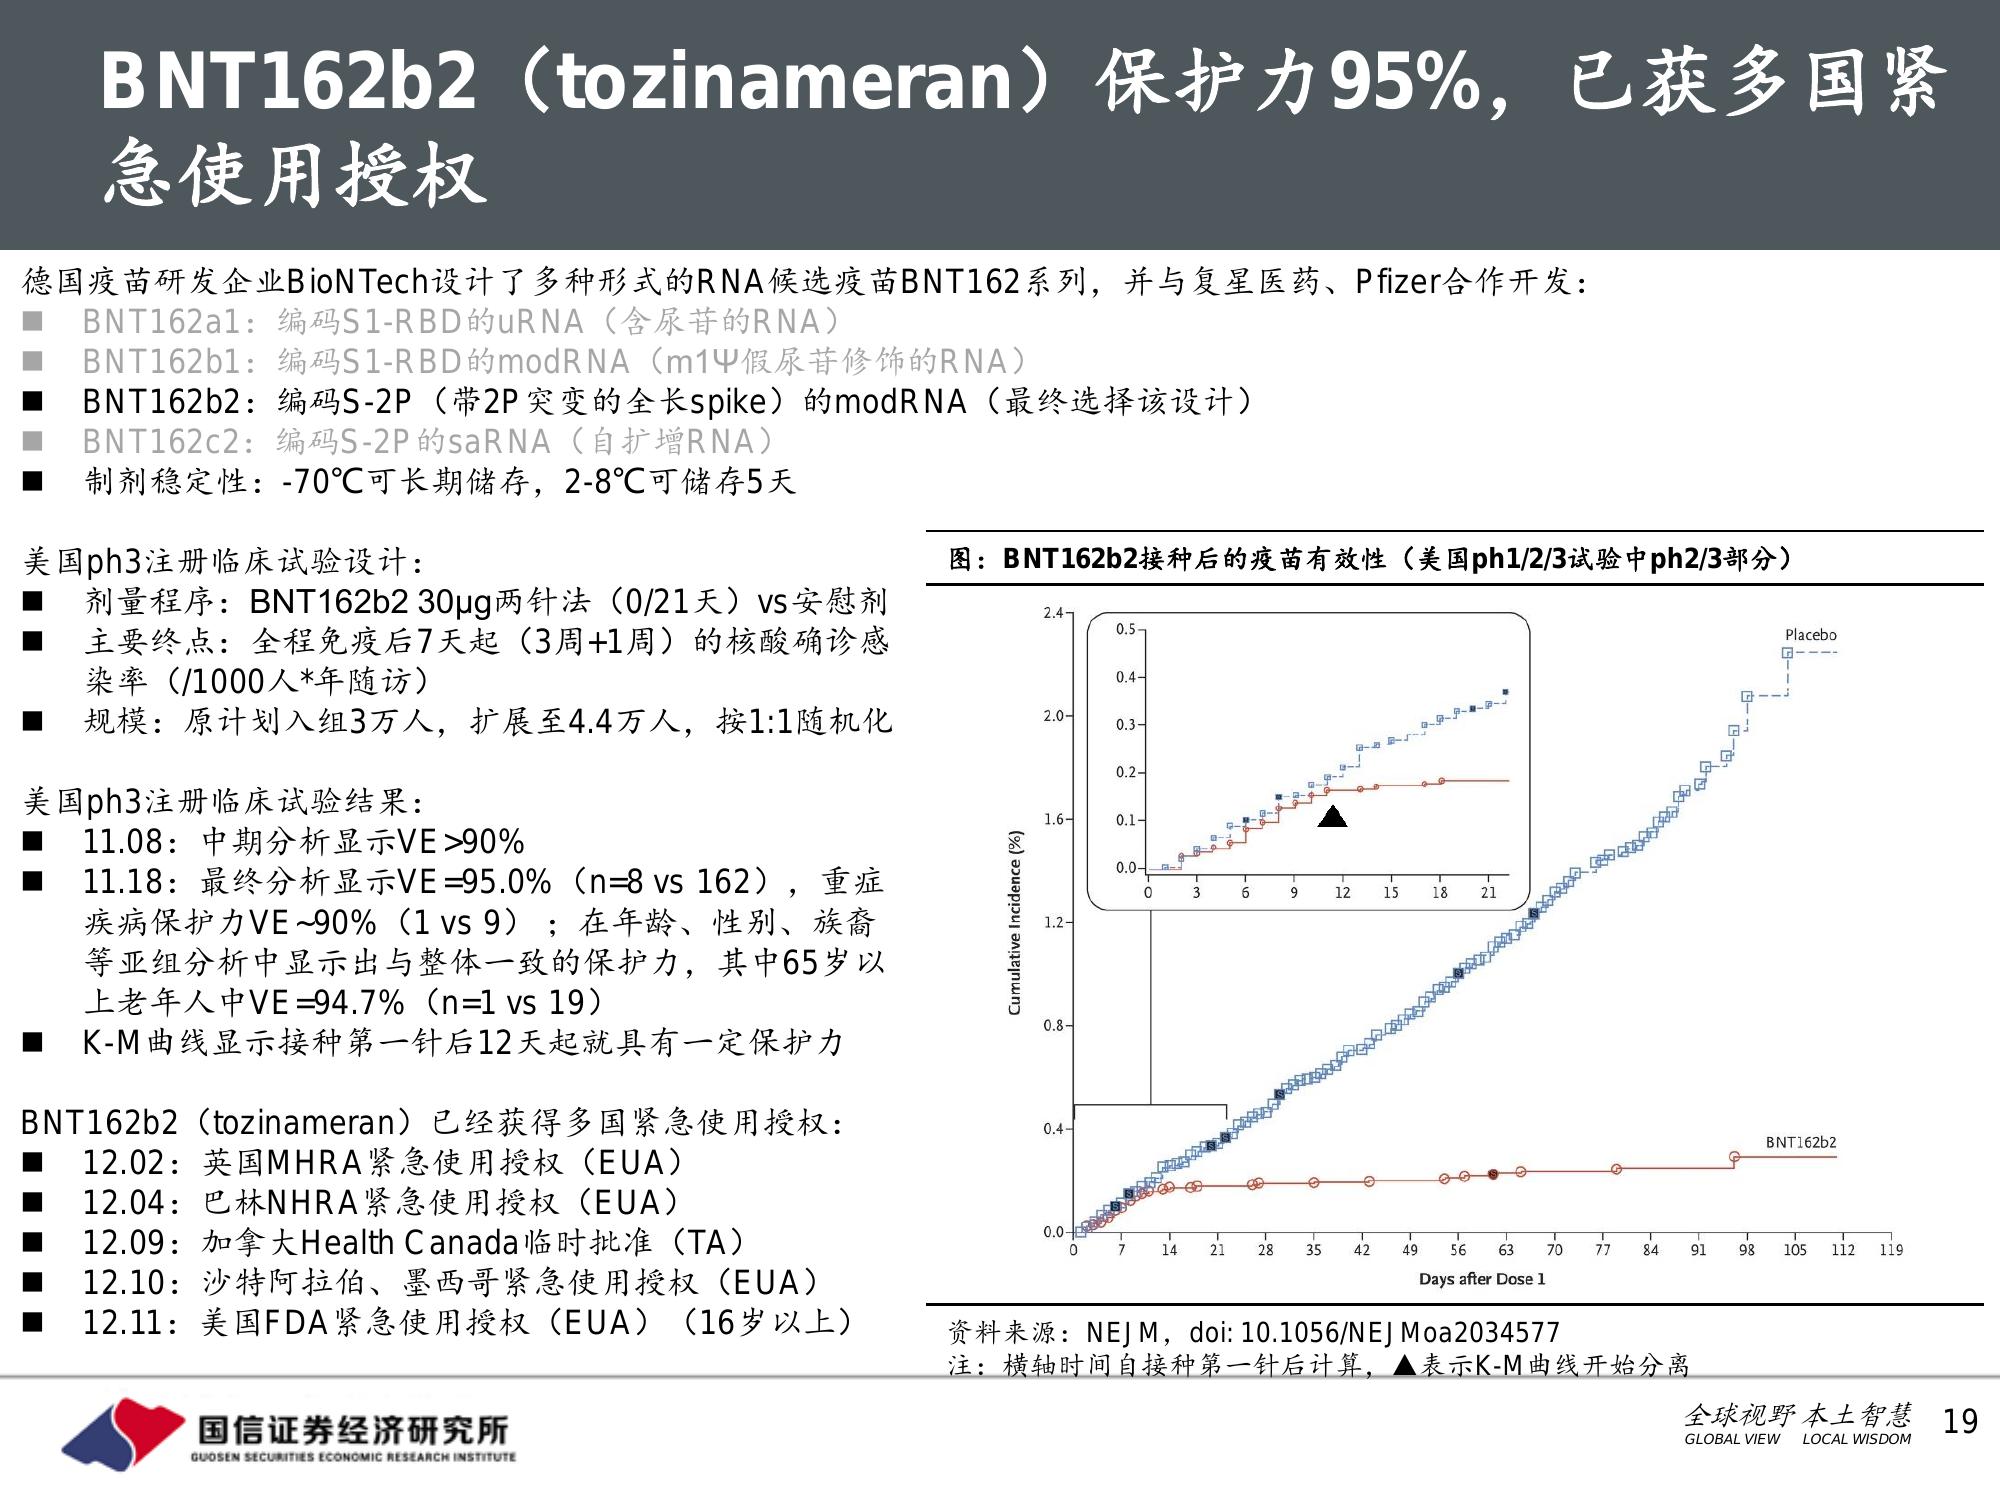 BNT162b2（tozinameran）保护力95%，已获多国紧
急使用授权
德国疫苗研发企业BioNTech设计了多种形式的RNA候选疫苗BNT162系列，并与复星医药、Pfizer合作开发：
■ BNT162a1：编码S1-RBD的uRNA（含尿苷的RNA）
■ BNT162b1：编码S1-RBD的modRNA（m1Ψ假尿苷修饰的RNA）
■ BNT162b2：编码S-2P（带2P突变的全长spike）的modRNA（最终选择该设计）
■ BNT162c2：编码S-2P的saRNA（自扩增RNA）
■ 制剂稳定性：-70℃可长期储存，2-8℃可储存5天
美国ph3注册临床试验设计：
■ 剂量程序：BNT162b2 30μg两针法（0/21天）vs安慰剂
■ 主要终点：全程免疫后7天起（3周+1周）的核酸确诊感
染率（/1000人*年随访）
■ 规模：原计划入组3万人，扩展至4.4万人，按1:1随机化
美国ph3注册临床试验结果：
■ 11.08：中期分析显示VE>90%
■ 11.18：最终分析显示VE=95.0%（n=8 vs 162），重症
疾病保护力VE~90%（1 vs 9）；在年龄、性别、族裔
等亚组分析中显示出与整体一致的保护力，其中65岁以
上老年人中VE=94.7%（n=1 vs 19）
■ K-M曲线显示接种第一针后12天起就具有一定保护力
BNT162b2（tozinameran）已经获得多国紧急使用授权：
■ 12.02：英国MHRA紧急使用授权（EUA）
■ 12.04：巴林NHRA紧急使用授权（EUA）
■ 12.09：加拿大Health Canada临时批准（TA）
■ 12.10：沙特阿拉伯、墨西哥紧急使用授权（EUA）
■ 12.11：美国FDA紧急使用授权（EUA）（16岁以上）
图：BNT162b2接种后的疫苗有效性（美国ph1/2/3试验中ph2/3部分）
2.4
2.0
1.6
1.2
0.8
0.4
0.0
Cumulative Incidence (%)
0.5
0.4
0.3
0.2
0.1
0.0
0 3 6 9 12 15 18 21
Placebo
BNT162b2
0 7 14 21 28 35 42 49 56 63 70 77 84 91 98 105 112 119
Days after Dose 1
资料来源：NEJM，doi: 10.1056/NEJMoa2034577
注：横轴时间自接种第一针后计算，▲表示K-M曲线开始分离
国信证券经济研究所
GUOSEN SECURITIES ECONOMIC RESEARCH INSTITUTE
全球视野 本土智慧
GLOBAL VIEW LOCAL WISDOM
19